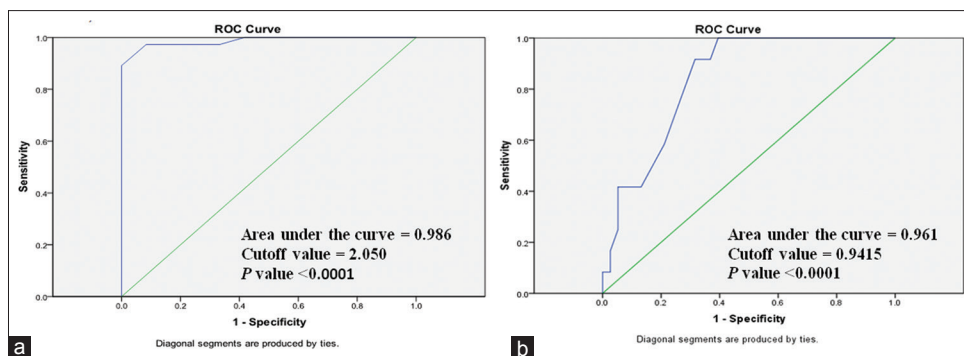 ROC Curve
1.0
0.8
0.6
0.4
0.2
0.0
Sensitivity
Area under the curve = 0.986
Cutoff value = 2.050
P value <0.0001
0.0 0.2 0.4 0.6 0.8 1.0
1 - Specificity
Diagonal segments are produced by ties.
a
ROC Curve
1.0
0.8
0.6
0.4
0.2
0.0
Sensitivity
Area under the curve = 0.961
Cutoff value = 0.9415
P value <0.0001
0.0 0.2 0.4 0.6 0.8 1.0
1 - Specificity
Diagonal segments are produced by ties.
b